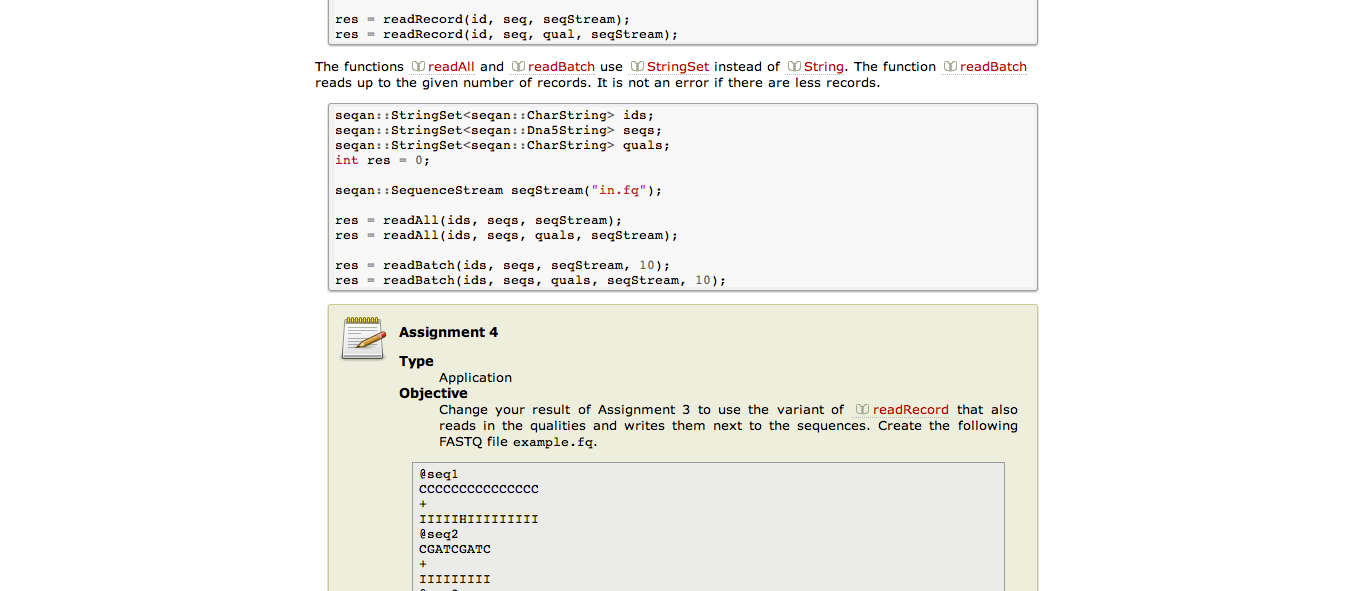 res = readRecord(id, seq, seqStream);
res = readRecord(id, seq, qual, seqStream);
The functions readAll and readBatch use StringSet instead of String. The function readBatch
reads up to the given number of records. It is not an error if there are less records.
seqan::StringSet<seqan::CharString> ids;
seqan::StringSet<seqan::Dna5String> seqs;
seqan::StringSet<seqan::CharString> quals;
int res = 0;
seqan::SequenceStream seqStream("in.fq");
res = readAll(ids, seqs, seqStream);
res = readAll(ids, seqs, quals, seqStream);
res = readBatch(ids, seqs, seqStream, 10);
res = readBatch(ids, seqs, quals, seqStream, 10);
Assignment 4
Type
Application
Objective
Change your result of Assignment 3 to use the variant of readRecord that also
reads in the qualities and writes them next to the sequences. Create the following
FASTQ file example.fq.
@seq1
CCCCCCCCCCCCCCC
+
IIIIIHIIIIIIIII
@seq2
CGATCGATC
+
IIIIIIIII